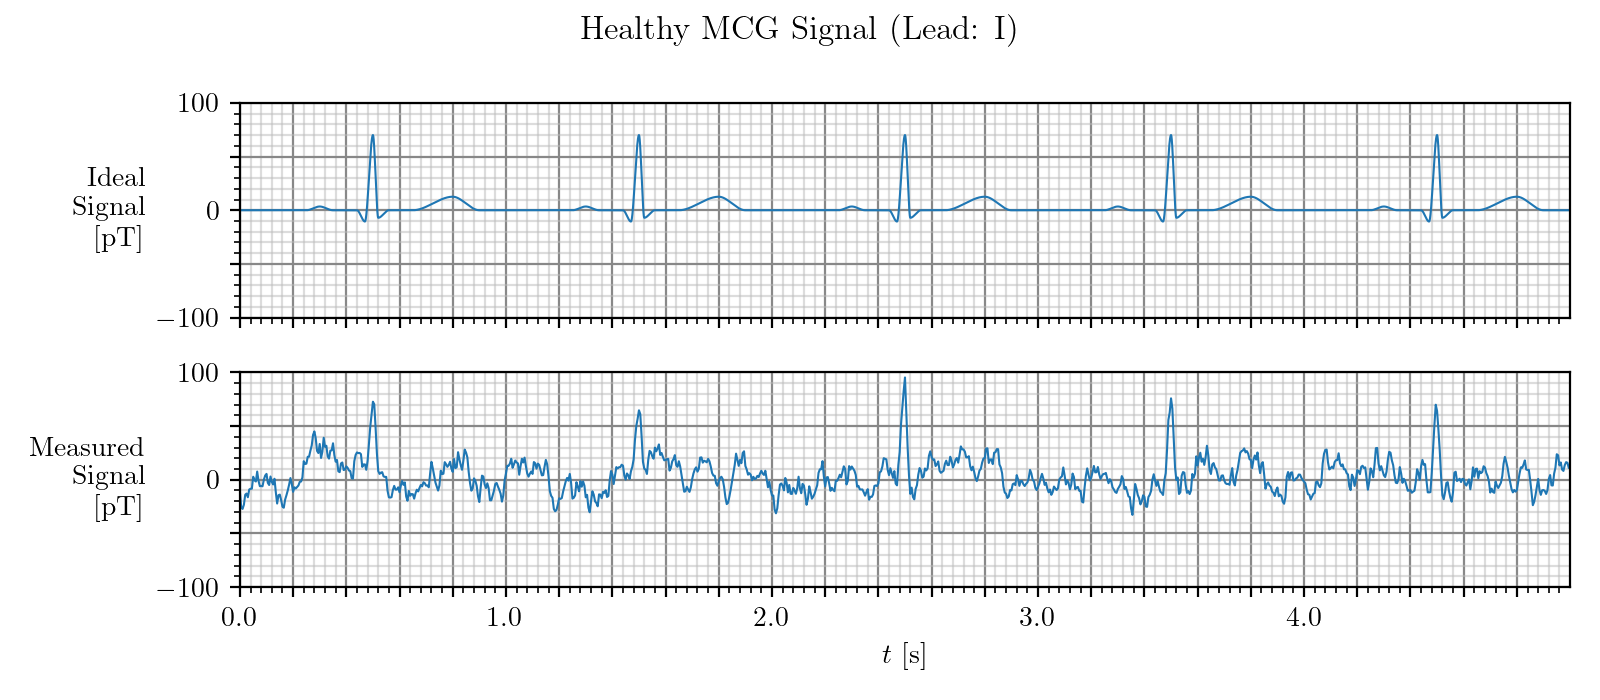 Healthy MCG Signal (Lead: I)
100
0
−100
Ideal
Signal
[pT]
100
0
−100
Measured
Signal
[pT]
0.0 1.0 2.0 3.0 4.0
t [s]